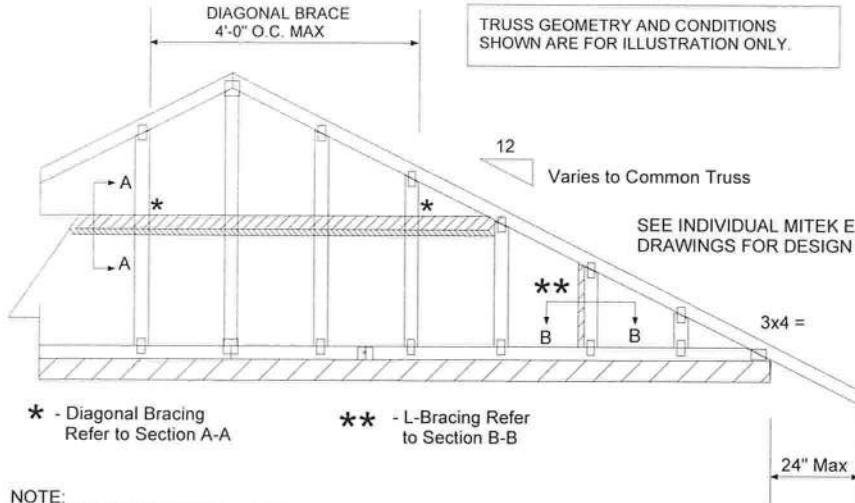 DIAGONAL BRACE
4'-0" O.C. MAX
TRUSS GEOMETRY AND CONDITIONS
SHOWN ARE FOR ILLUSTRATION ONLY.
12
Varies to Common Truss
A
*
*
SEE INDIVIDUAL MITEK E
DRAWINGS FOR DESIGN
A
**
B
B
3x4 =
* - Diagonal Bracing
Refer to Section A-A
** - L-Bracing Refer
to Section B-B
24" Max
NOTE: